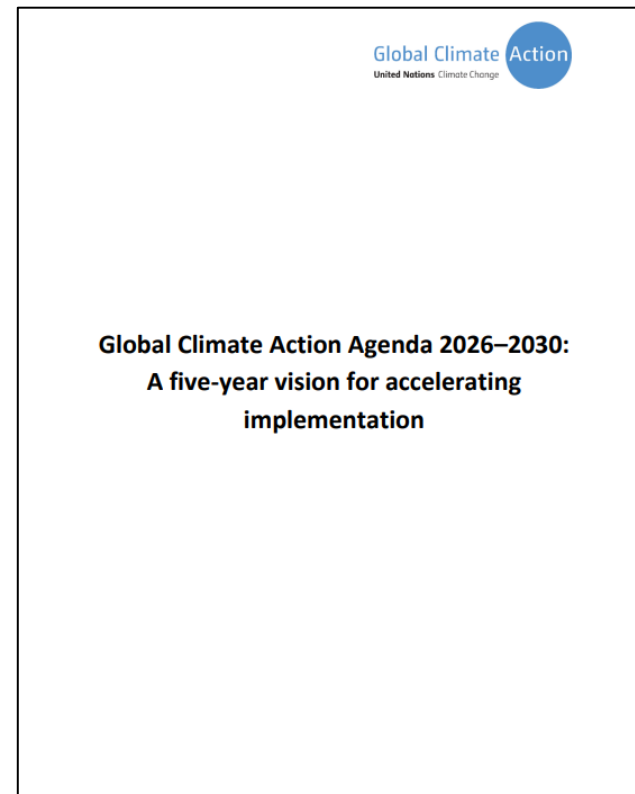 Global Climate Action
United Nations Climate Change
Global Climate Action Agenda 2026–2030:
A five-year vision for accelerating
implementation